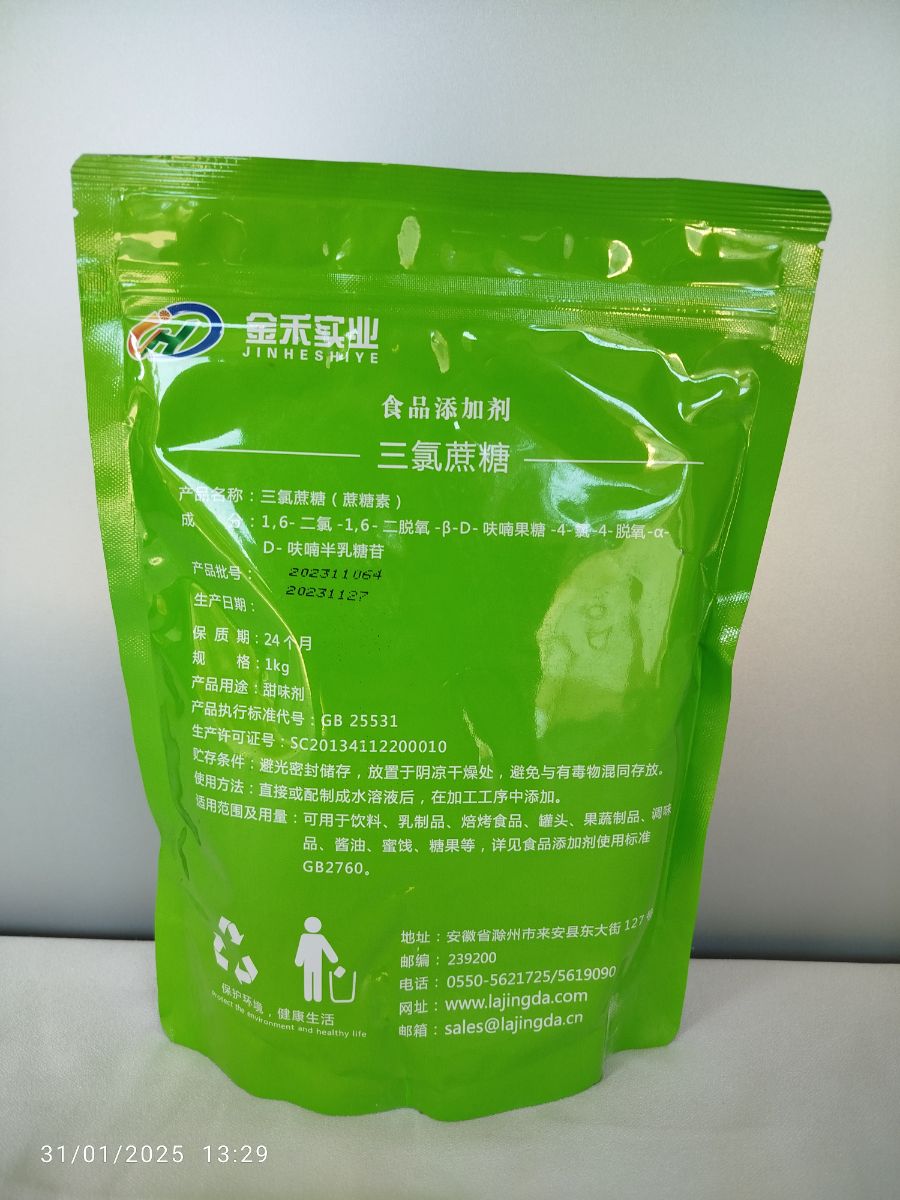 金禾实业
JINHESHIYE
食品添加剂
三氯蔗糖
产品名称：三氯蔗糖（蔗糖素）
成 分：1,6- 二氯 -1,6- 二脱氧 -β-D- 呋喃果糖 -4- 氯 -4- 脱氧 -α-
D- 呋喃半乳糖苷
产品批号： 202311064
20231127
生产日期：
保 质 期：24个月
规 格：1kg
产品用途：甜味剂
产品执行标准代号：GB 25531
生产许可证号：SC20134112200010
贮存条件：避光密封储存，放置于阴凉干燥处，避免与有毒物混同存放。
使用方法：直接或配制成水溶液后，在加工工序中添加。
适用范围及用量：可用于饮料、乳制品、焙烤食品、罐头、果蔬制品、调味
品、酱油、蜜饯、糖果等，详见食品添加剂使用标准
GB2760。
保护环境，健康生活
Protect the environment and healthy life
地址：安徽省滁州市来安县东大街 127 号
邮编：239200
电话：0550-5621725/5619090
网址：www.lajingda.com
邮箱：sales@lajingda.cn
31/01/2025 13:29